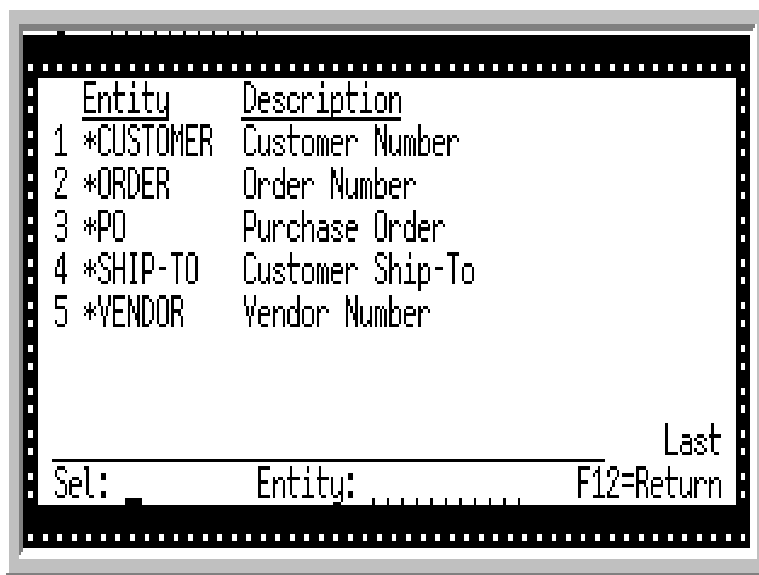 Entity Description
1 *CUSTOMER Customer Number
2 *ORDER Order Number
3 *PO Purchase Order
4 *SHIP-TO Customer Ship-To
5 *VENDOR Vendor Number
Last
Sel: Entity: F12=Return